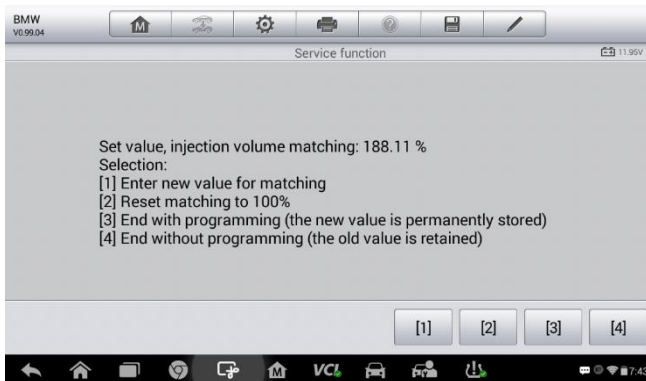 BMW
V0.99.04
Service function
11.95V
Set value, injection volume matching: 188.11 %
Selection:
[1] Enter new value for matching
[2] Reset matching to 100%
[3] End with programming (the new value is permanently stored)
[4] End without programming (the old value is retained)
[1] [2] [3] [4]
M VCI 7:43